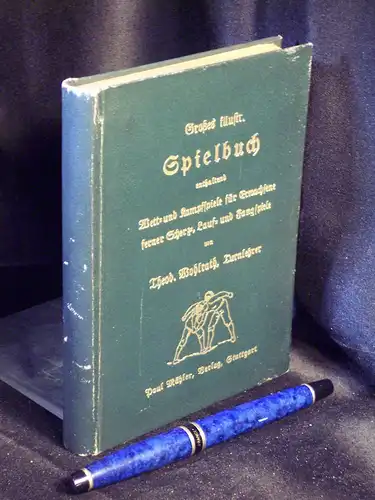 Großes illustr.
Spielbuch
enthaltend
Wett- und Kampfspiele für Erwachsene
ferner Scherz, Lauf- und Fangspiele
von
Theod. Wohlrath, Turnlehrer
Paul Mähler, Verlag, Stuttgart